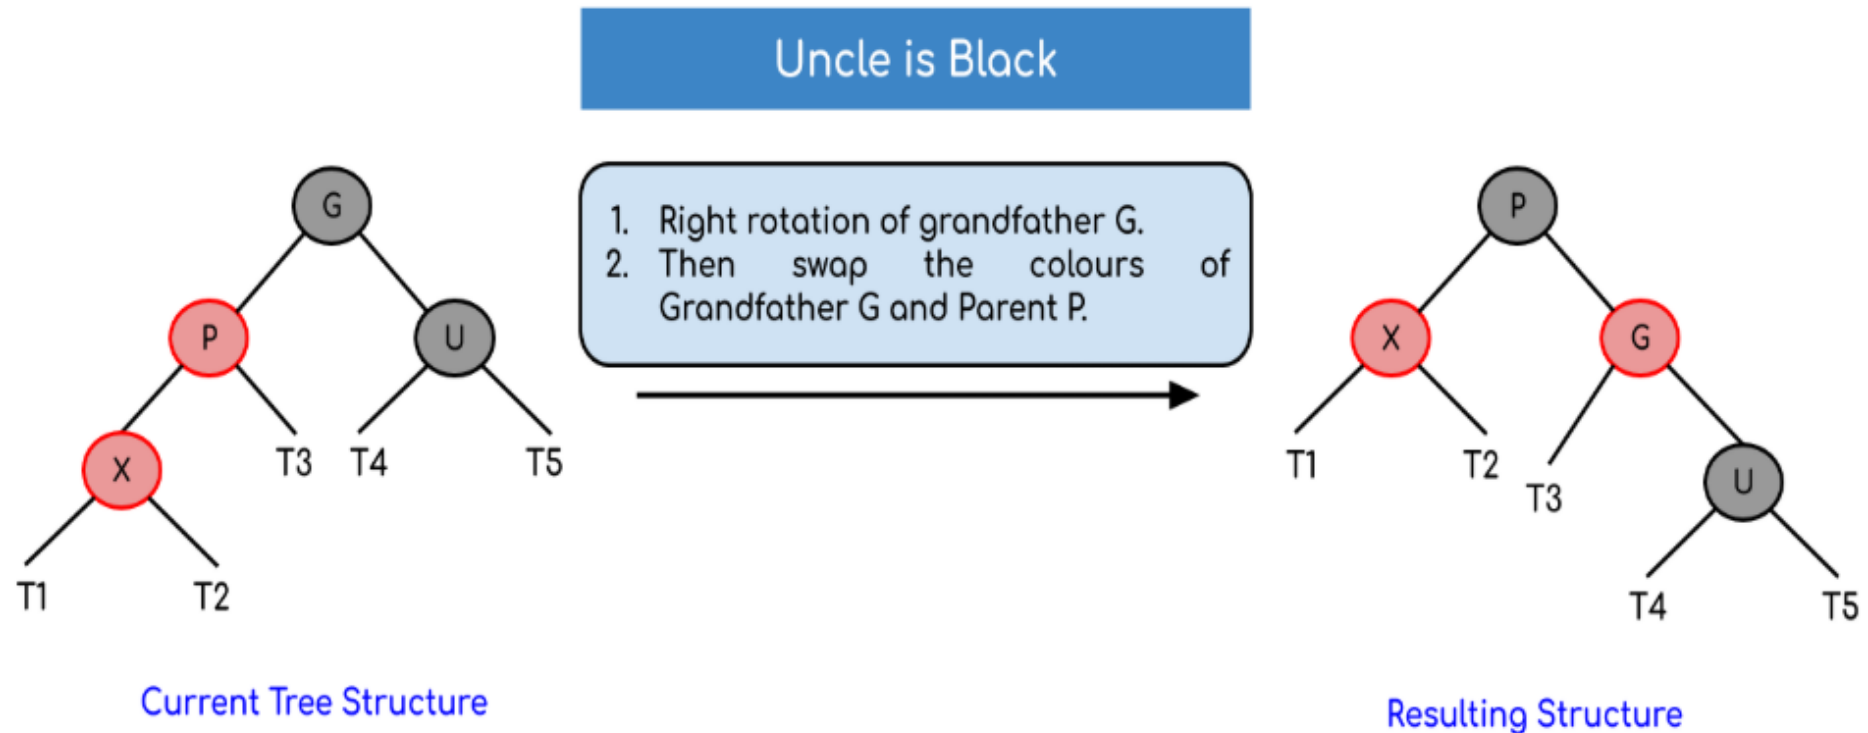 Uncle is Black
1. Right rotation of grandfather G.
2. Then swap the colours of
Grandfather G and Parent P.
G
P
U
X
T3
T4
T5
T1
T2
Current Tree Structure
P
X
G
T1
T2
T3
U
T4
T5
Resulting Structure